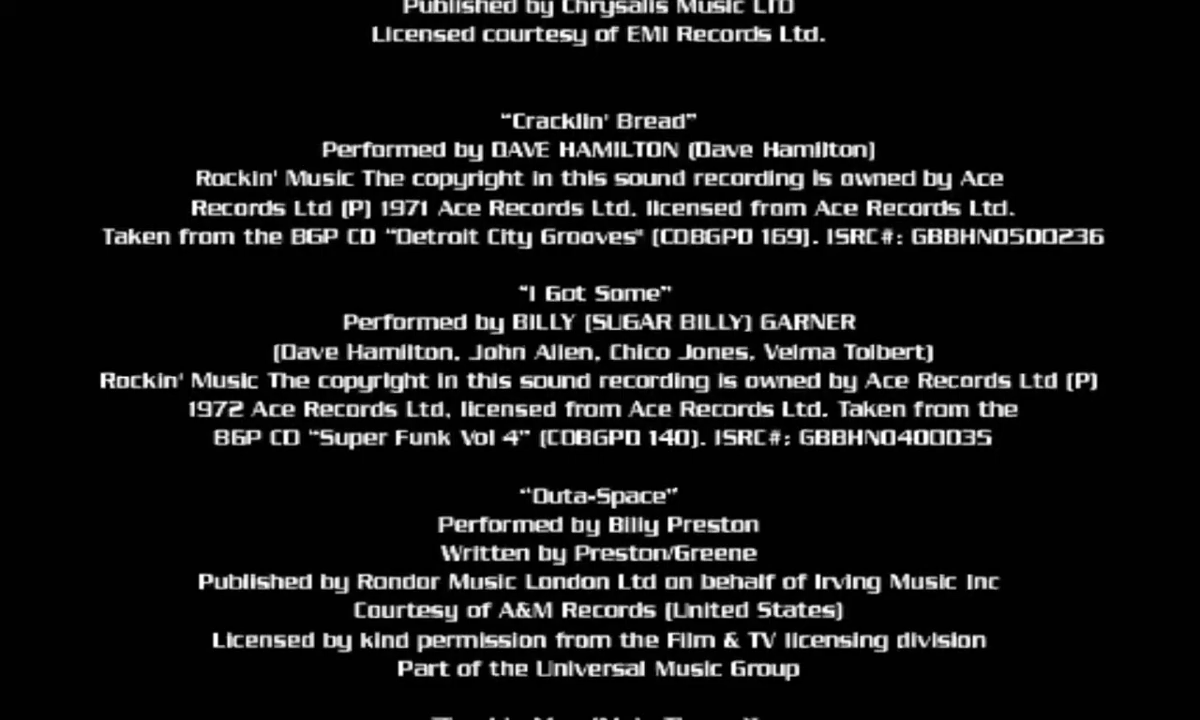 Published by Chrysalis Music LTD
Licensed courtesy of EMI Records Ltd.
"Cracklin' Bread"
Performed by DAVE HAMILTON (Dave Hamilton)
Rockin' Music The copyright in this sound recording is owned by Ace
Records Ltd (P) 1971 Ace Records Ltd, licensed from Ace Records Ltd.
Taken from the BGP CD "Detroit City Grooves" (CDBGPD 169). ISRC#: GBBHN0500236
"I Got Some"
Performed by BILLY (SUGAR BILLY) GARNER
(Dave Hamilton, John Allen, Chico Jones, Velma Tolbert)
Rockin' Music The copyright in this sound recording is owned by Ace Records Ltd (P)
1972 Ace Records Ltd, licensed from Ace Records Ltd. Taken from the
BGP CD "Super Funk Vol 4" (CDBGPD 140). ISRC#: GBBHN0400035
"Outa-Space"
Performed by Billy Preston
Written by Preston/Greene
Published by Rondor Music London Ltd on behalf of Irving Music Inc
Courtesy of A&M Records (United States)
Licensed by kind permission from the Film & TV licensing division
Part of the Universal Music Group